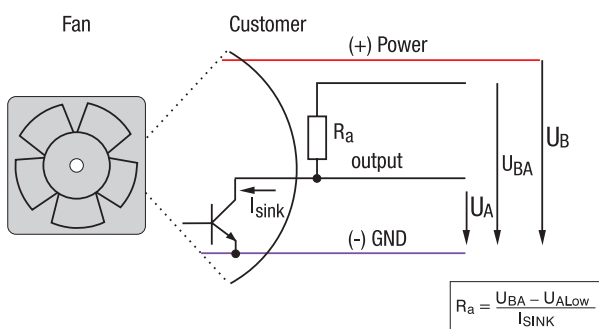 Fan
Customer
(+) Power
Ra
output
Isink
UA
UBA
UB
(-) GND
Ra = UBA – UALow
ISINK